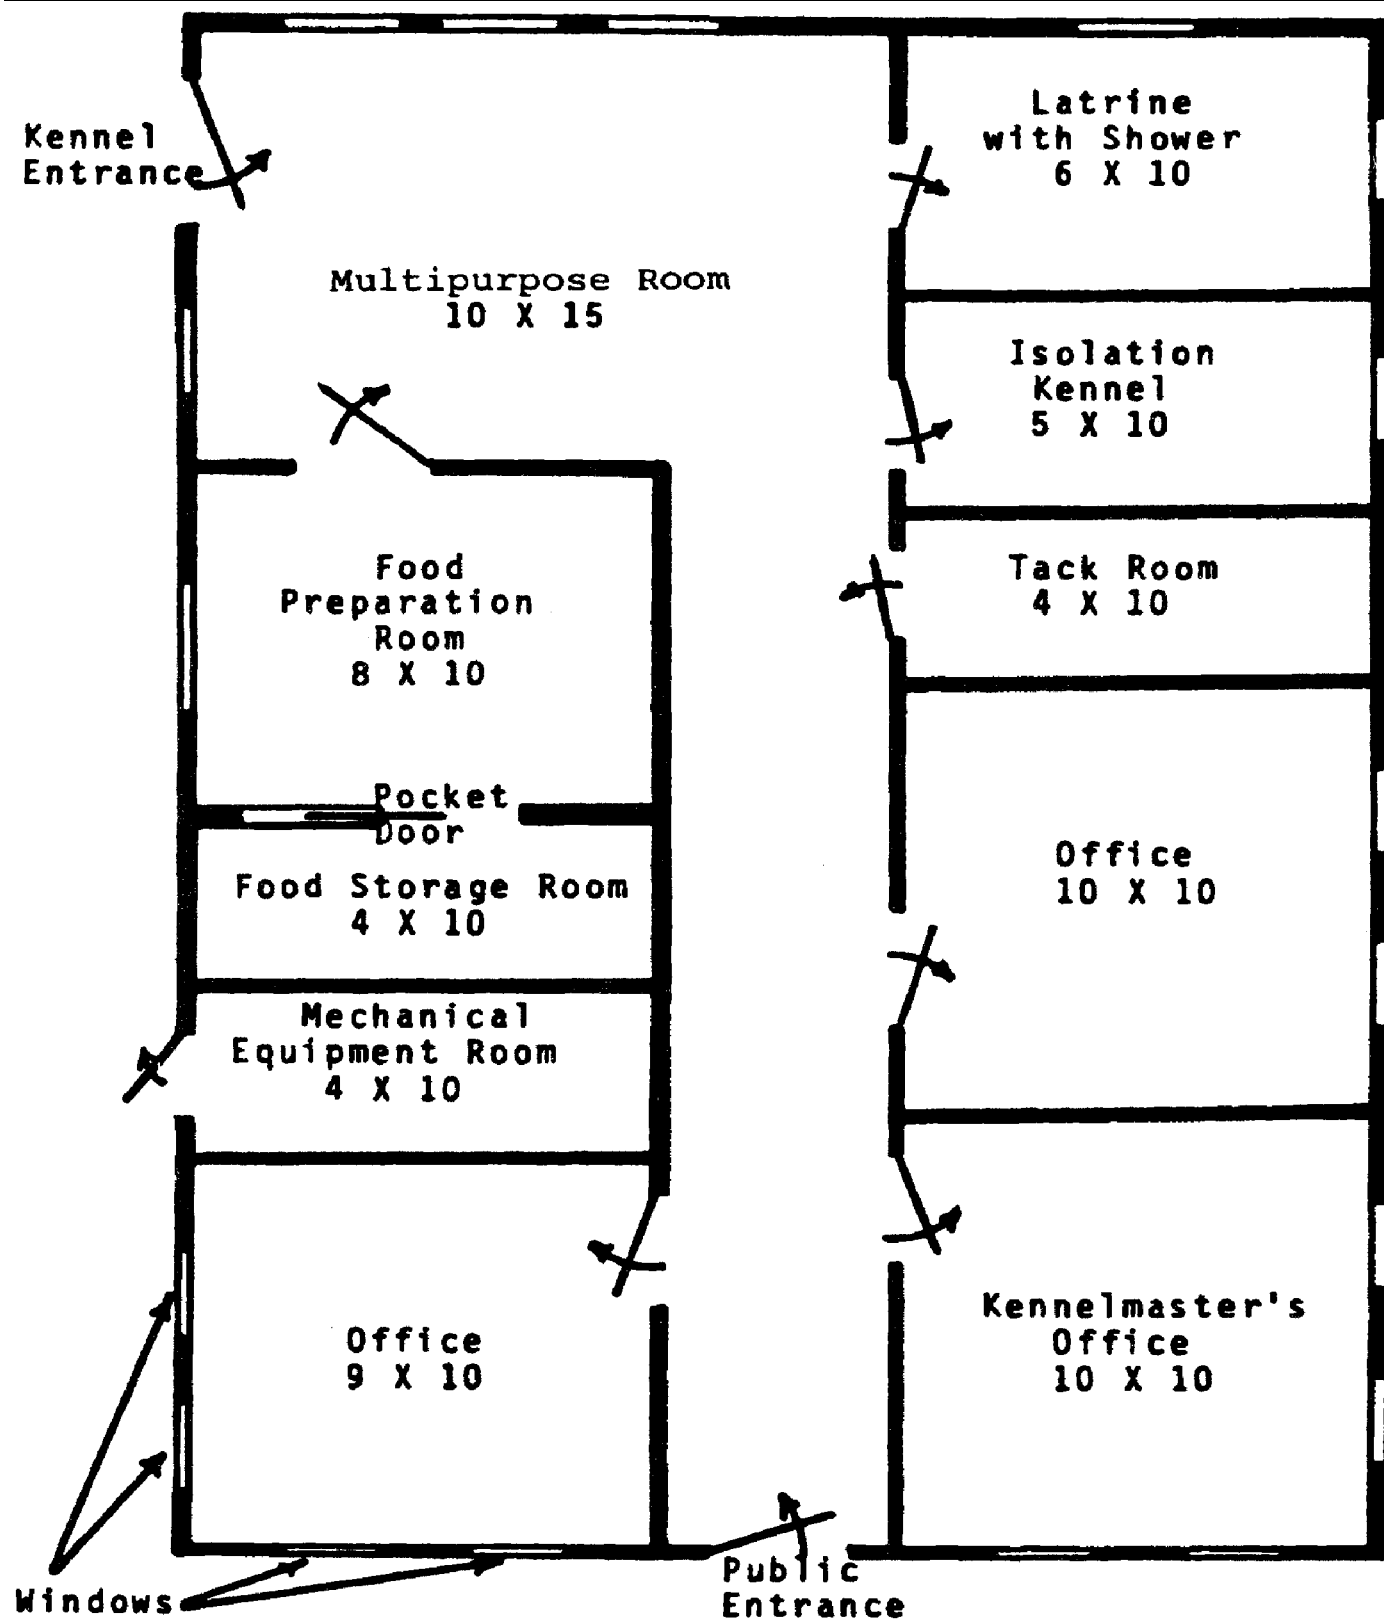 Kennel
Entrance
Latrine
with Shower
6 X 10
Multipurpose Room
10 X 15
Isolation
Kennel
5 X 10
Food
Preparation
Room
8 X 10
Tack Room
4 X 10
Pocket
Door
Food Storage Room
4 X 10
Office
10 X 10
Mechanical
Equipment Room
4 X 10
Office
9 X 10
Kennelmaster's
Office
10 X 10
Windows
Public
Entrance